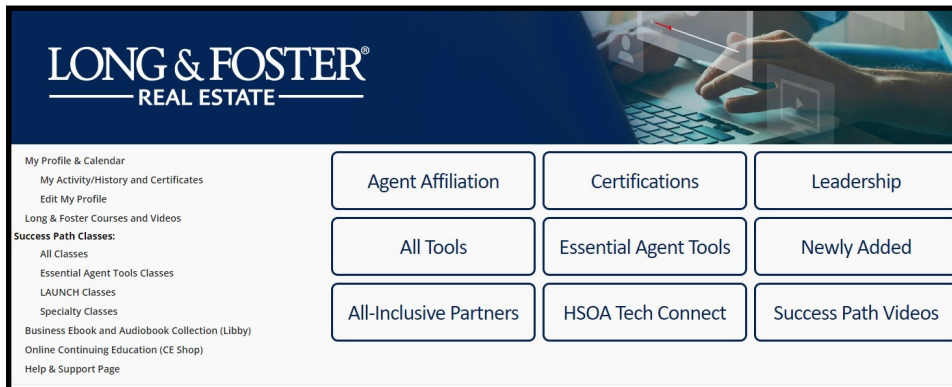 LONG & FOSTER®
REAL ESTATE
My Profile & Calendar
My Activity/History and Certificates
Edit My Profile
Long & Foster Courses and Videos
Success Path Classes:
All Classes
Essential Agent Tools Classes
LAUNCH Classes
Specialty Classes
Business Ebook and Audiobook Collection (Libby)
Online Continuing Education (CE Shop)
Help & Support Page
Agent Affiliation
Certifications
Leadership
All Tools
Essential Agent Tools
Newly Added
All-Inclusive Partners
HSOA Tech Connect
Success Path Videos